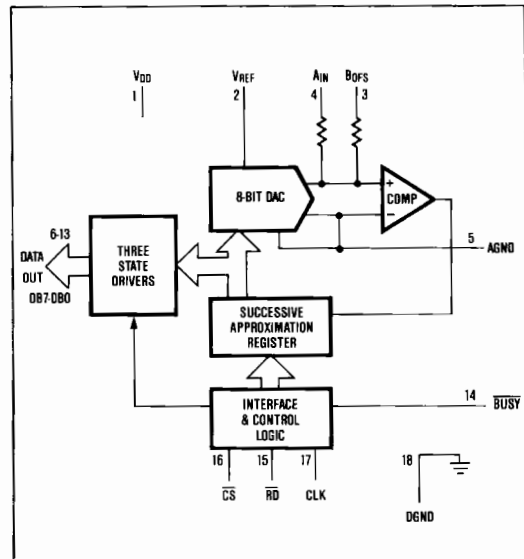 VDD
1
VREF
2
AIN
4
BOFS
3
8-BIT DAC
+
−
COMP
5
AGND
6-13
DATA
OUT
DB7-DB0
THREE
STATE
DRIVERS
SUCCESSIVE
APPROXIMATION
REGISTER
INTERFACE
& CONTROL
LOGIC
14
BUSY
16
15
17
CS
RD
CLK
18
DGND